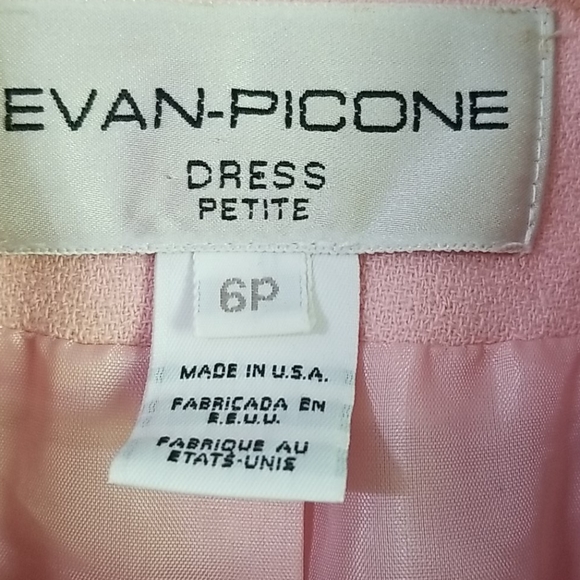 EVAN-PICONE
DRESS
PETITE
6P
MADE IN U.S.A.
FABRICADA EN
E.E.U.U.
FABRIQUE AU
ETATS-UNIS